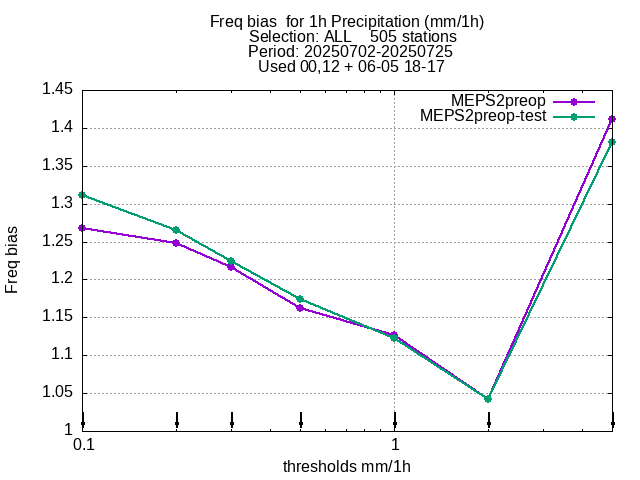 Freq bias  for 1h Precipitation (mm/1h)
Selection: ALL    505 stations
Period: 20250702-20250725
Used 00,12 + 06-05 18-17
MEPS2preop
MEPS2preop-test
1.45
1.4
1.35
1.3
1.25
1.2
1.15
1.1
1.05
1
Freq bias
0.1
1
thresholds mm/1h